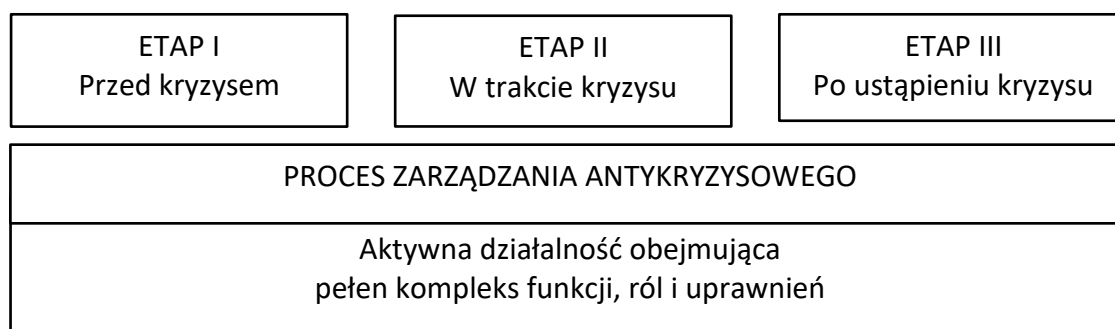 ETAP I
Przed kryzysem
ETAP II
W trakcie kryzysu
ETAP III
Po ustąpieniu kryzysu
PROCES ZARZĄDZANIA ANTYKRYZYSOWEGO
Aktywna działalność obejmująca
pełen kompleks funkcji, ról i uprawnień